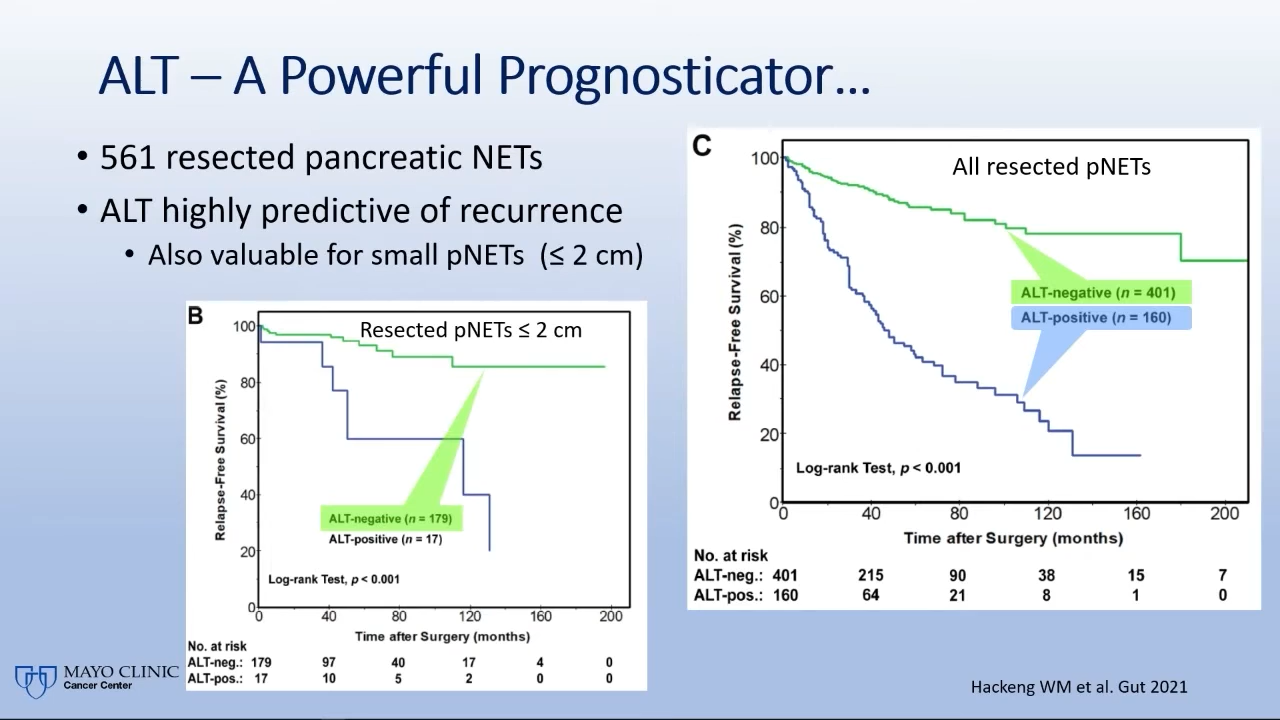 ALT – A Powerful Prognosticator...
• 561 resected pancreatic NETs
• ALT highly predictive of recurrence
• Also valuable for small pNETs (≤ 2 cm)
B
Resected pNETs ≤ 2 cm
Relapse-Free Survival (%)
100
80
60
40
20
0
ALT-negative (n = 179)
ALT-positive (n = 17)
Log-rank Test, p < 0.001
0 40 80 120 160 200
Time after Surgery (months)
No. at risk
ALT-neg.: 179 97 40 17 4 0
ALT-pos.: 17 10 5 2 0 0
C
All resected pNETs
Relapse-Free Survival (%)
100
80
60
40
20
0
ALT-negative (n = 401)
ALT-positive (n = 160)
Log-rank Test, p < 0.001
0 40 80 120 160 200
Time after Surgery (months)
No. at risk
ALT-neg.: 401 215 90 38 15 7
ALT-pos.: 160 64 21 8 1 0
MAYO CLINIC
Cancer Center
Hackeng WM et al. Gut 2021